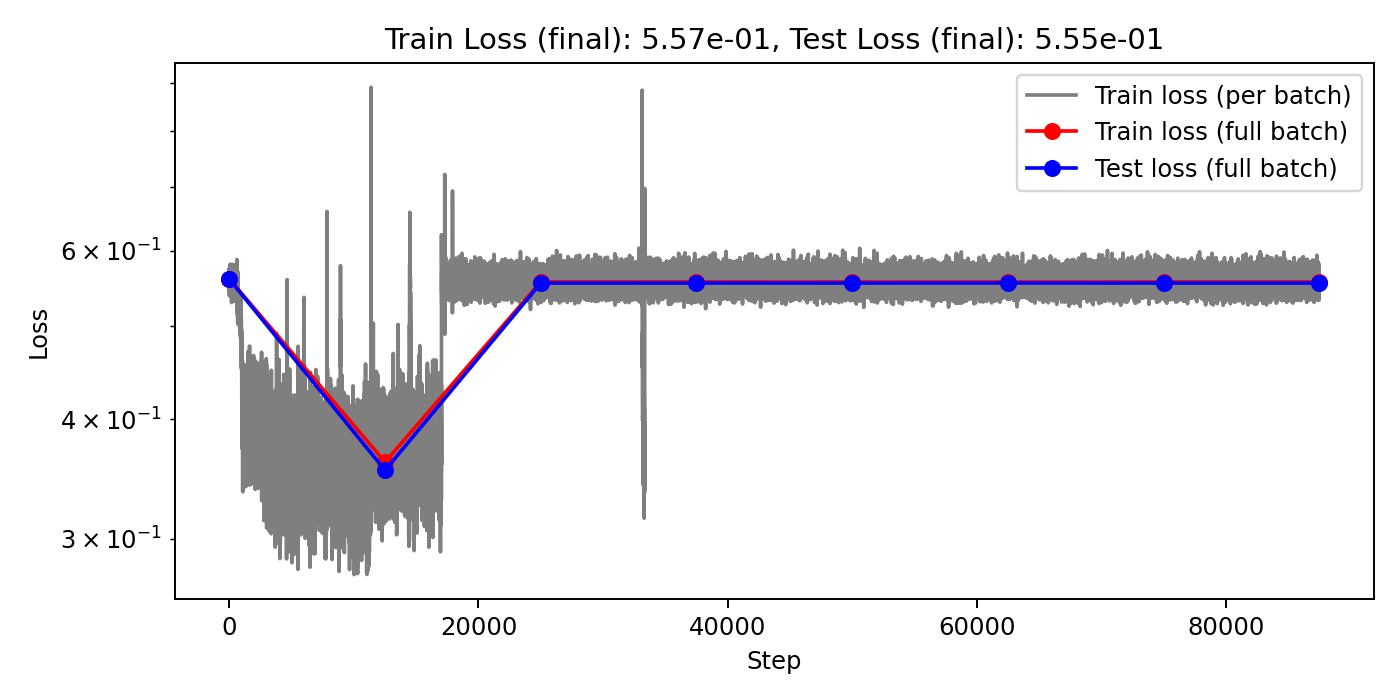 Train Loss (final): 5.57e-01, Test Loss (final): 5.55e-01
Train loss (per batch)
Train loss (full batch)
Test loss (full batch)
Loss
6 × 10⁻¹
4 × 10⁻¹
3 × 10⁻¹
0 20000 40000 60000 80000
Step